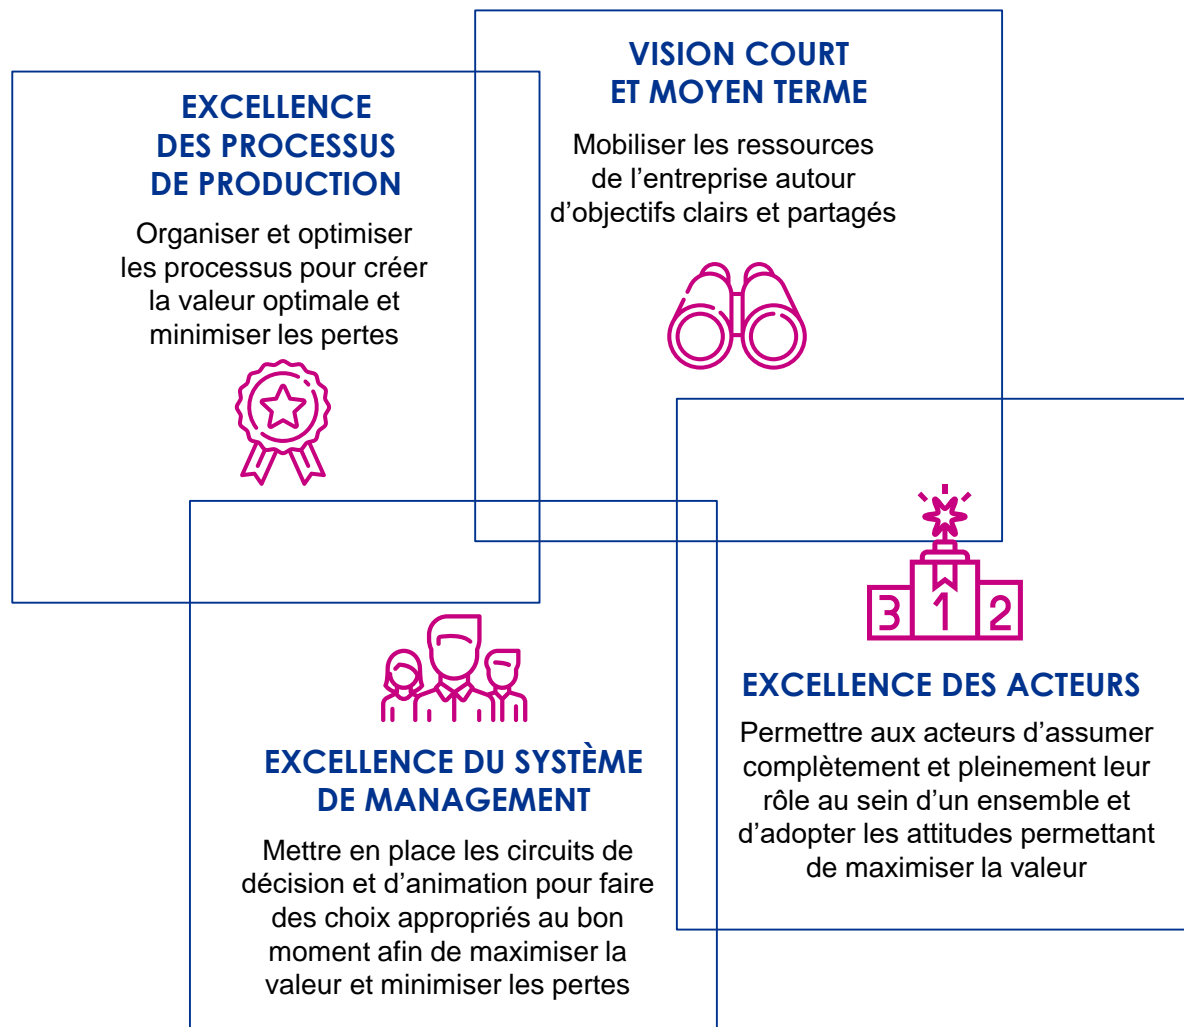 EXCELLENCE
DES PROCESSUS
DE PRODUCTION
Organiser et optimiser
les processus pour créer
la valeur optimale et
minimiser les pertes
VISION COURT
ET MOYEN TERME
Mobiliser les ressources
de l’entreprise autour
d’objectifs clairs et partagés
EXCELLENCE DU SYSTÈME
DE MANAGEMENT
Mettre en place les circuits de
décision et d’animation pour faire
des choix appropriés au bon
moment afin de maximiser la
valeur et minimiser les pertes
3 1 2
EXCELLENCE DES ACTEURS
Permettre aux acteurs d’assumer
complètement et pleinement leur
rôle au sein d’un ensemble et
d’adopter les attitudes permettant
de maximiser la valeur